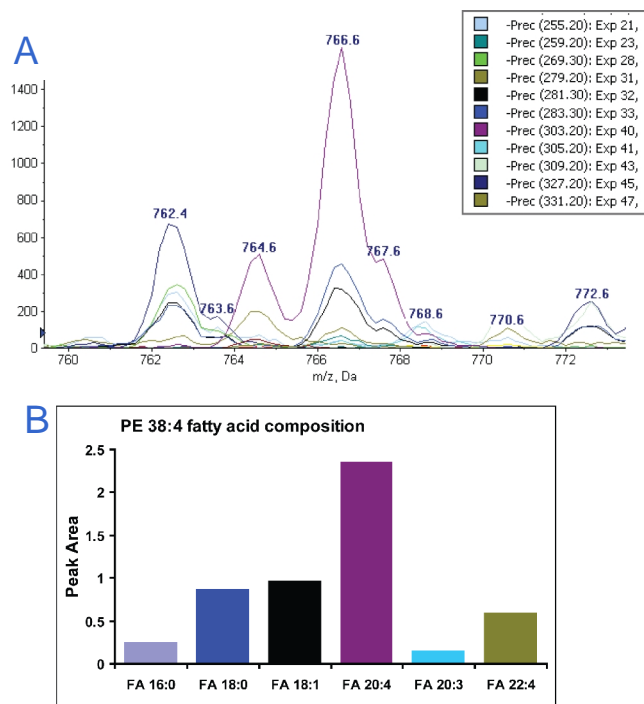 A
766.6
1400
1200
1000
800
600
400
200
0
762.4
763.6
764.6
767.6
768.6
770.6
772.6
760
762
764
766
768
770
772
m/z, Da
-Prec (255.20): Exp 21,
-Prec (259.20): Exp 23,
-Prec (269.30): Exp 28,
-Prec (279.20): Exp 31,
-Prec (281.30): Exp 32,
-Prec (283.30): Exp 33,
-Prec (303.20): Exp 40,
-Prec (305.20): Exp 41,
-Prec (309.20): Exp 43,
-Prec (327.20): Exp 45,
-Prec (331.20): Exp 47,
B
PE 38:4 fatty acid composition
Peak Area
2.5
2
1.5
1
0.5
0
FA 16:0
FA 18:0
FA 18:1
FA 20:4
FA 20:3
FA 22:4